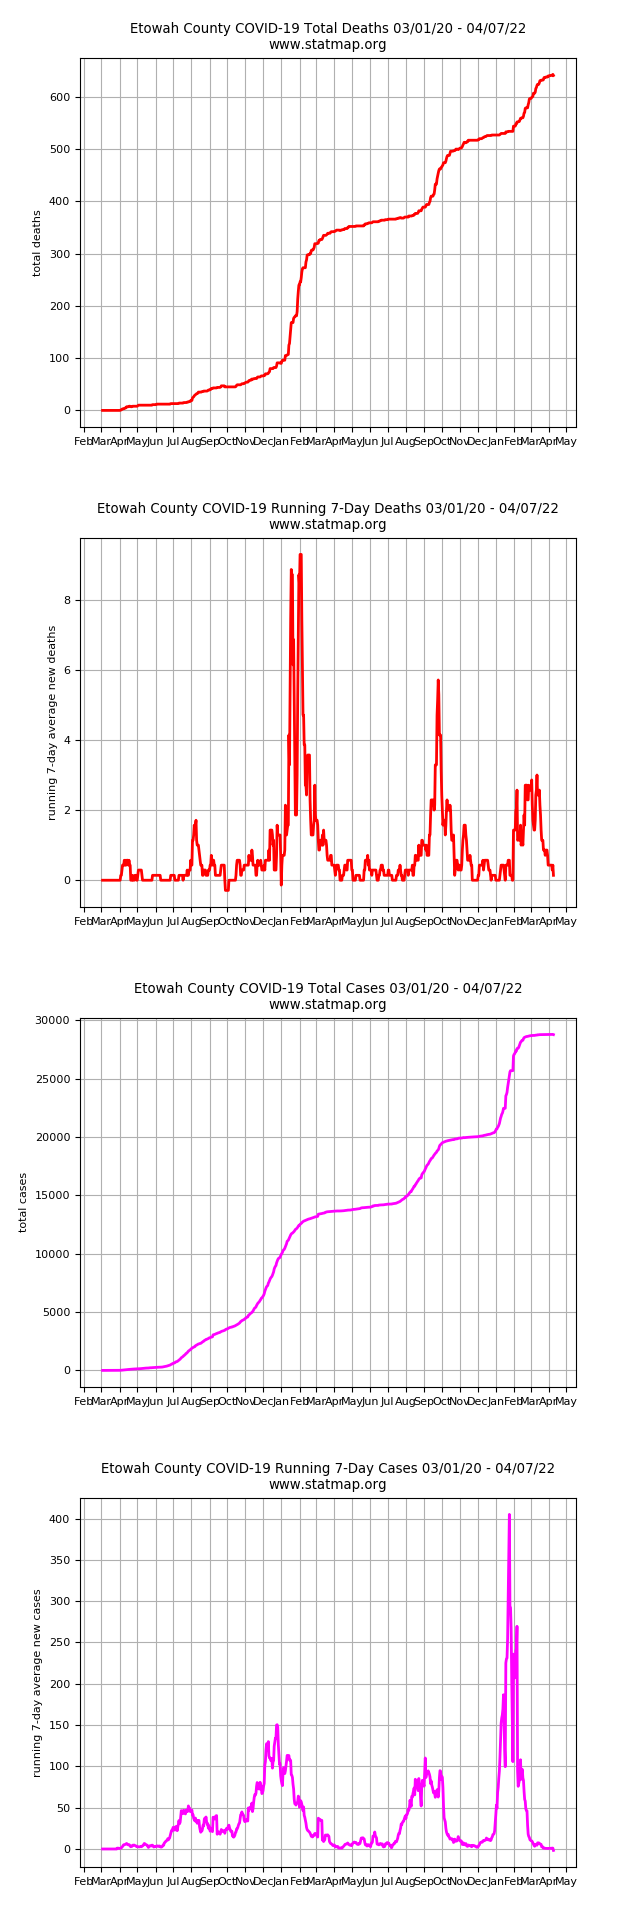 Etowah County COVID-19 Total Deaths 03/01/20 - 04/07/22
www.statmap.org
600
500
400
300
200
100
0
total deaths
Feb Mar Apr May Jun Jul Aug Sep Oct Nov Dec Jan Feb Mar Apr May Jun Jul Aug Sep Oct Nov Dec Jan Feb Mar Apr May
Etowah County COVID-19 Running 7-Day Deaths 03/01/20 - 04/07/22
www.statmap.org
8
6
4
2
0
running 7-day average new deaths
Feb Mar Apr May Jun Jul Aug Sep Oct Nov Dec Jan Feb Mar Apr May Jun Jul Aug Sep Oct Nov Dec Jan Feb Mar Apr May
Etowah County COVID-19 Total Cases 03/01/20 - 04/07/22
www.statmap.org
30000
25000
20000
15000
10000
5000
0
total cases
Feb Mar Apr May Jun Jul Aug Sep Oct Nov Dec Jan Feb Mar Apr May Jun Jul Aug Sep Oct Nov Dec Jan Feb Mar Apr May
Etowah County COVID-19 Running 7-Day Cases 03/01/20 - 04/07/22
www.statmap.org
400
350
300
250
200
150
100
50
0
running 7-day average new cases
Feb Mar Apr May Jun Jul Aug Sep Oct Nov Dec Jan Feb Mar Apr May Jun Jul Aug Sep Oct Nov Dec Jan Feb Mar Apr May